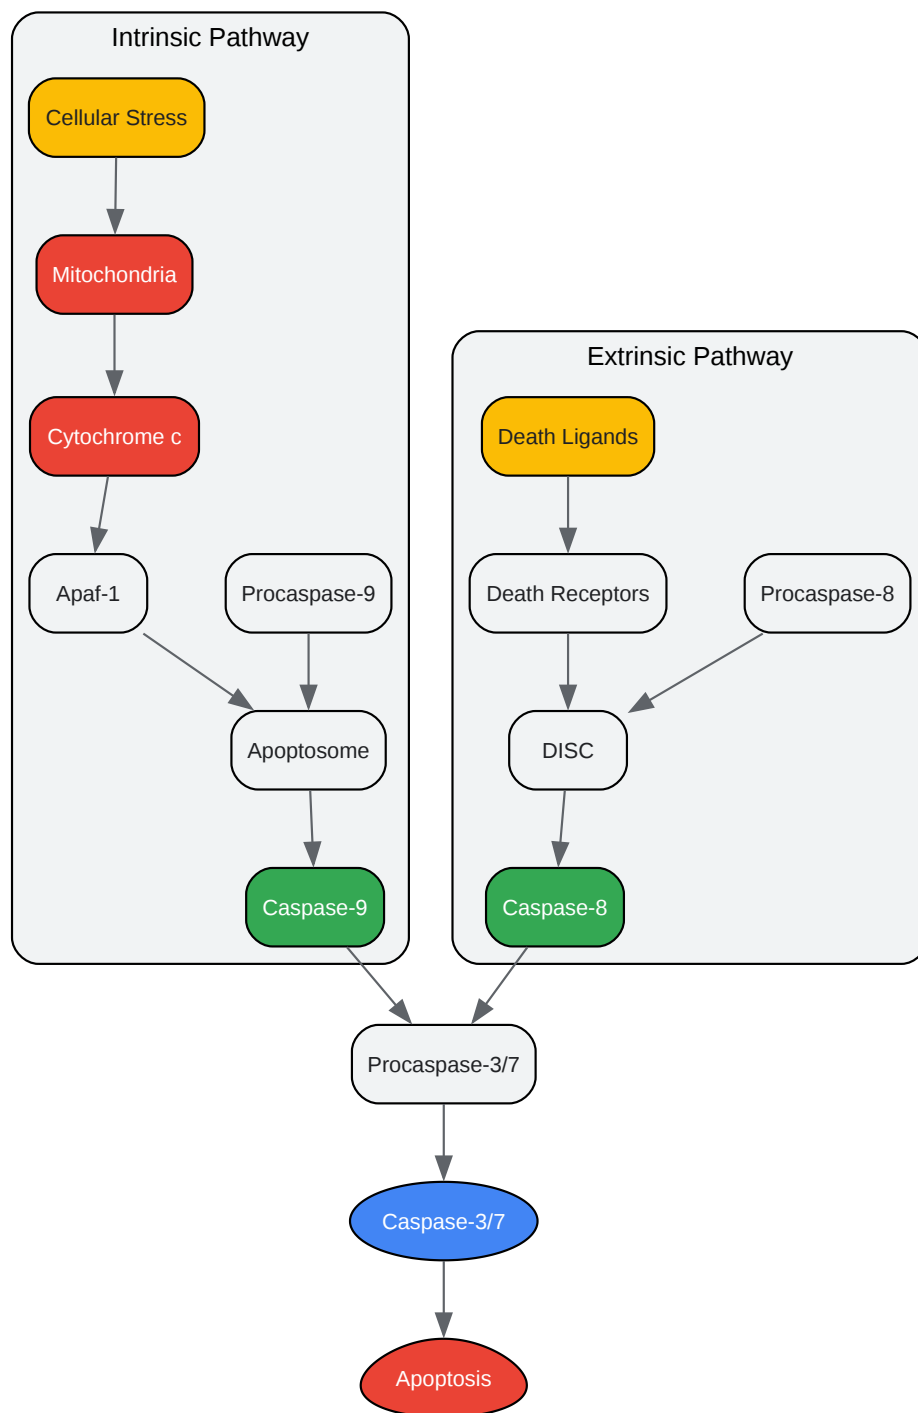 Intrinsic Pathway
Cellular Stress
Mitochondria
Cytochrome c
Apaf-1
Procaspase-9
Apoptosome
Caspase-9
Extrinsic Pathway
Death Ligands
Death Receptors
Procaspase-8
DISC
Caspase-8
Procaspase-3/7
Caspase-3/7
Apoptosis